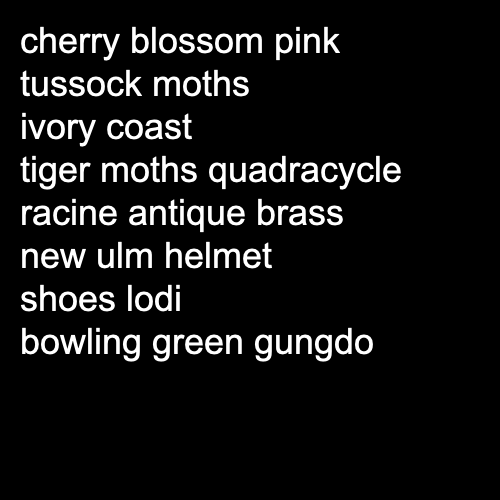 cherry blossom pink
tussock moths
ivory coast
tiger moths quadracycle
racine antique brass
new ulm helmet
shoes lodi
bowling green gungdo